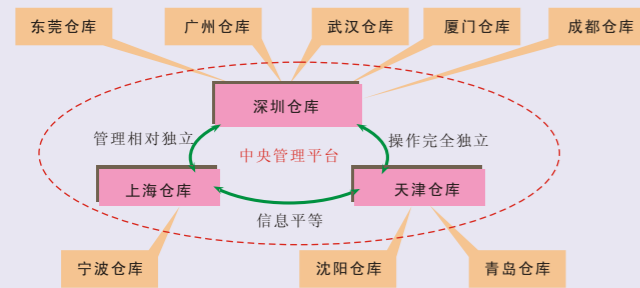 东莞仓库
广州仓库
武汉仓库
厦门仓库
成都仓库
深圳仓库
管理相对独立
操作完全独立
中央管理平台
上海仓库
天津仓库
信息平等
宁波仓库
沈阳仓库
青岛仓库